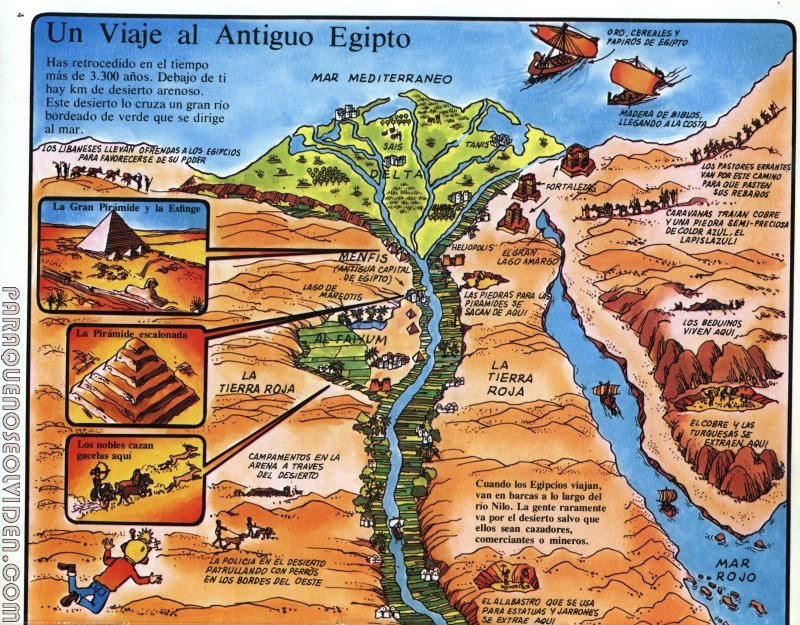 Un Viaje al Antiguo Egipto
Has retrocedido en el tiempo
más de 3.300 años. Debajo de ti
hay km de desierto arenoso.
Este desierto lo cruza un gran río
bordeado de verde que se dirige
al mar.
MAR MEDITERRANEO
ORO, CEREALES Y
PAPIROS DE EGIPTO
MADERA DE BIBLOS,
LLEGANDO A LA COSTA
LOS LIBANESES LLEVAN OFRENDAS A LOS EGIPCIOS
PARA FAVORECERSE DE SU PODER
SAIS
TANIS
DELTA
FORTALEZAS
LOS PASTORES ERRANTES
VAN POR ESTE CAMINO
PARA QUE PASTEN
SUS REBAÑOS
CARAVANAS TRAIAN COBRE
Y UNA PIEDRA SEMI-PRECIOSA
DE COLOR AZUL, EL
LAPISLAZULI
La Gran Pirámide y la Esfinge
MENFIS
(ANTIGUA CAPITAL
DE EGIPTO)
HELIOPOLIS
EL GRAN
LAGO AMARGO
LAGO DE
MAREOTIS
LAS PIEDRAS PARA LAS
PIRAMIDES SE
SACAN DE AQUI
LOS BEDUINOS
VIVEN AQUI
La Pirámide escalonada
AL FAIYUM
LA
TIERRA ROJA
LA
TIERRA
ROJA
EL COBRE Y LAS
TURQUESAS SE
EXTRAEN AQUI
Los nobles cazan
gacelas aquí
CAMPAMENTOS EN LA
ARENA A TRAVES
DEL DESIERTO
Cuando los Egipcios viajan,
van en barcas a lo largo del
río Nilo. La gente raramente
va por el desierto salvo que
ellos sean cazadores,
comerciantes o mineros.
LA POLICIA EN EL DESIERTO
PATRULLANDO CON PERROS
EN LOS BORDES DEL OESTE
MAR
ROJO
EL ALABASTRO QUE SE USA
PARA ESTATUAS Y JARRONES
SE EXTRAE AQUI
PARAQUENOSEOLVIDEN.COM